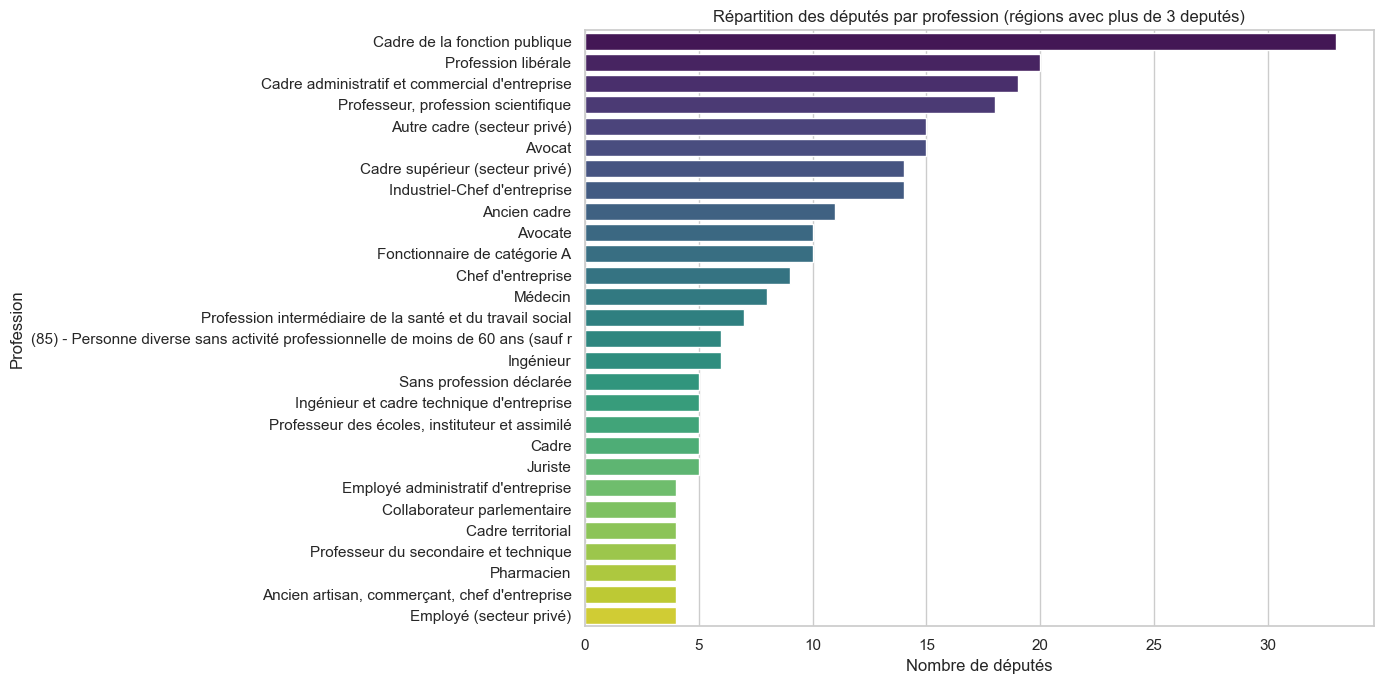 Répartition des députés par profession (régions avec plus de 3 deputés)
Cadre de la fonction publique
Profession libérale
Cadre administratif et commercial d'entreprise
Professeur, profession scientifique
Autre cadre (secteur privé)
Avocat
Cadre supérieur (secteur privé)
Industriel-Chef d'entreprise
Ancien cadre
Avocate
Fonctionnaire de catégorie A
Chef d'entreprise
Médecin
Profession intermédiaire de la santé et du travail social
(85) - Personne diverse sans activité professionnelle de moins de 60 ans (sauf r
Ingénieur
Sans profession déclarée
Ingénieur et cadre technique d'entreprise
Professeur des écoles, instituteur et assimilé
Cadre
Juriste
Employé administratif d'entreprise
Collaborateur parlementaire
Cadre territorial
Professeur du secondaire et technique
Pharmacien
Ancien artisan, commerçant, chef d'entreprise
Employé (secteur privé)
Profession
0 5 10 15 20 25 30
Nombre de députés